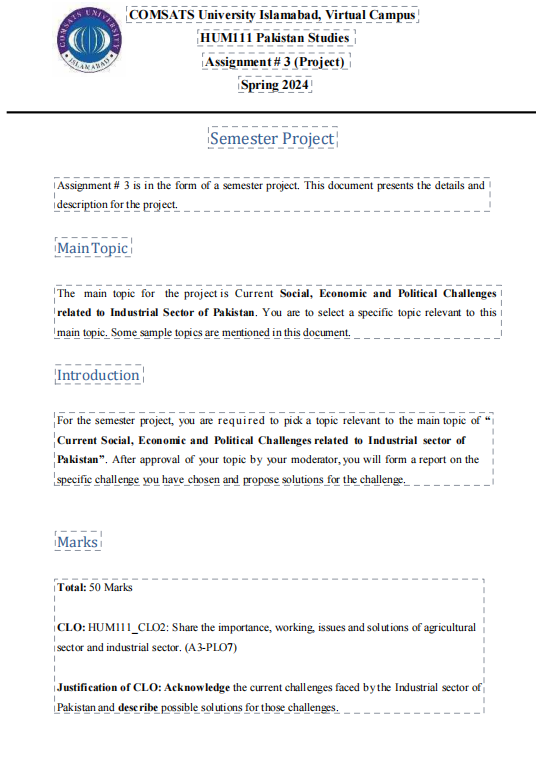 COMSATS UNIVERSITY
ISLAMABAD
COMSATS University Islamabad, Virtual Campus
HUM111 Pakistan Studies
Assignment # 3 (Project)
Spring 2024
Semester Project
Assignment # 3 is in the form of a semester project. This document presents the details and
description for the project.
Main Topic
The main topic for the project is Current Social, Economic and Political Challenges
related to Industrial Sector of Pakistan. You are to select a specific topic relevant to this
main topic. Some sample topics are mentioned in this document.
Introduction
For the semester project, you are required to pick a topic relevant to the main topic of “
Current Social, Economic and Political Challenges related to Industrial sector of
Pakistan”. After approval of your topic by your moderator, you will form a report on the
specific challenge you have chosen and propose solutions for the challenge.
Marks
Total: 50 Marks
CLO: HUM111_CLO2: Share the importance, working, issues and solutions of agricultural
sector and industrial sector. (A3-PLO7)
Justification of CLO: Acknowledge the current challenges faced by the Industrial sector of
Pakistan and describe possible solutions for those challenges.